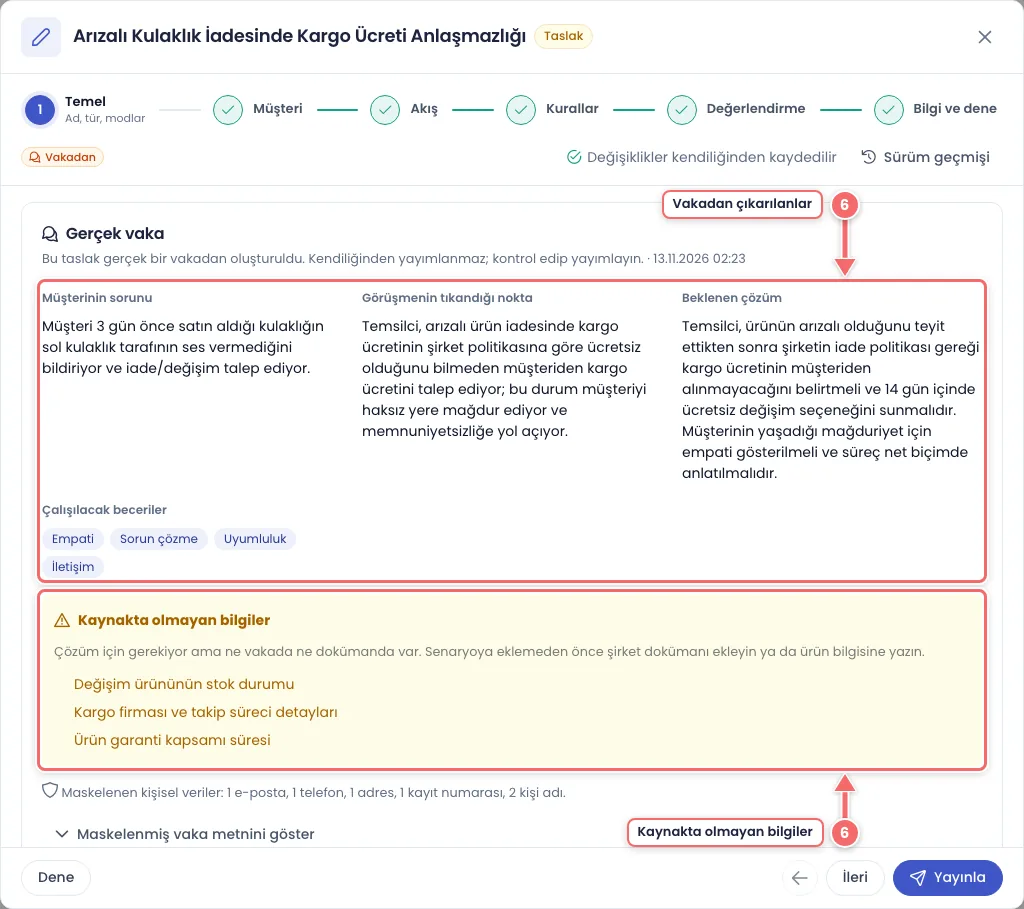 Arızalı Kulaklık İadesinde Kargo Ücreti Anlaşmazlığı
Taslak
1
Temel
Ad, tür, modlar
Müşteri
Akış
Kurallar
Değerlendirme
Bilgi ve dene
Vakadan
Değişiklikler kendiliğinden kaydedilir
Sürüm geçmişi
Vakadan çıkarılanlar
6
Gerçek vaka
Bu taslak gerçek bir vakadan oluşturuldu. Kendiliğinden yayımlanmaz; kontrol edip yayımlayın. · 13.11.2026 02:23
Müşterinin sorunu
Müşteri 3 gün önce satın aldığı kulaklığın
sol kulaklık tarafının ses vermediğini
bildiriyor ve iade/değişim talep ediyor.
Görüşmenin tıkandığı nokta
Temsilci, arızalı ürün iadesinde kargo
ücretinin şirket politikasına göre ücretsiz
olduğunu bilmeden müşteriden kargo
ücretini talep ediyor; bu durum müşteriyi
haksız yere mağdur ediyor ve
memnuniyetsizliğe yol açıyor.
Beklenen çözüm
Temsilci, ürünün arızalı olduğunu teyit
ettikten sonra şirketin iade politikası gereği
kargo ücretinin müşteriden
alınmayacağını belirtmeli ve 14 gün içinde
ücretsiz değişim seçeneğini sunmalıdır.
Müşterinin yaşadığı mağduriyet için
empati gösterilmeli ve süreç net biçimde
anlatılmalıdır.
Çalışılacak beceriler
Empati
Sorun çözme
Uyumluluk
İletişim
Kaynakta olmayan bilgiler
Çözüm için gerekiyor ama ne vakada ne dokümanda var. Senaryoya eklemeden önce şirket dokümanı ekleyin ya da ürün bilgisine yazın.
Değişim ürününün stok durumu
Kargo firması ve takip süreci detayları
Ürün garanti kapsamı süresi
Maskelenen kişisel veriler: 1 e-posta, 1 telefon, 1 adres, 1 kayıt numarası, 2 kişi adı.
Maskelenmiş vaka metnini göster
Kaynakta olmayan bilgiler
6
Dene
İleri
Yayınla